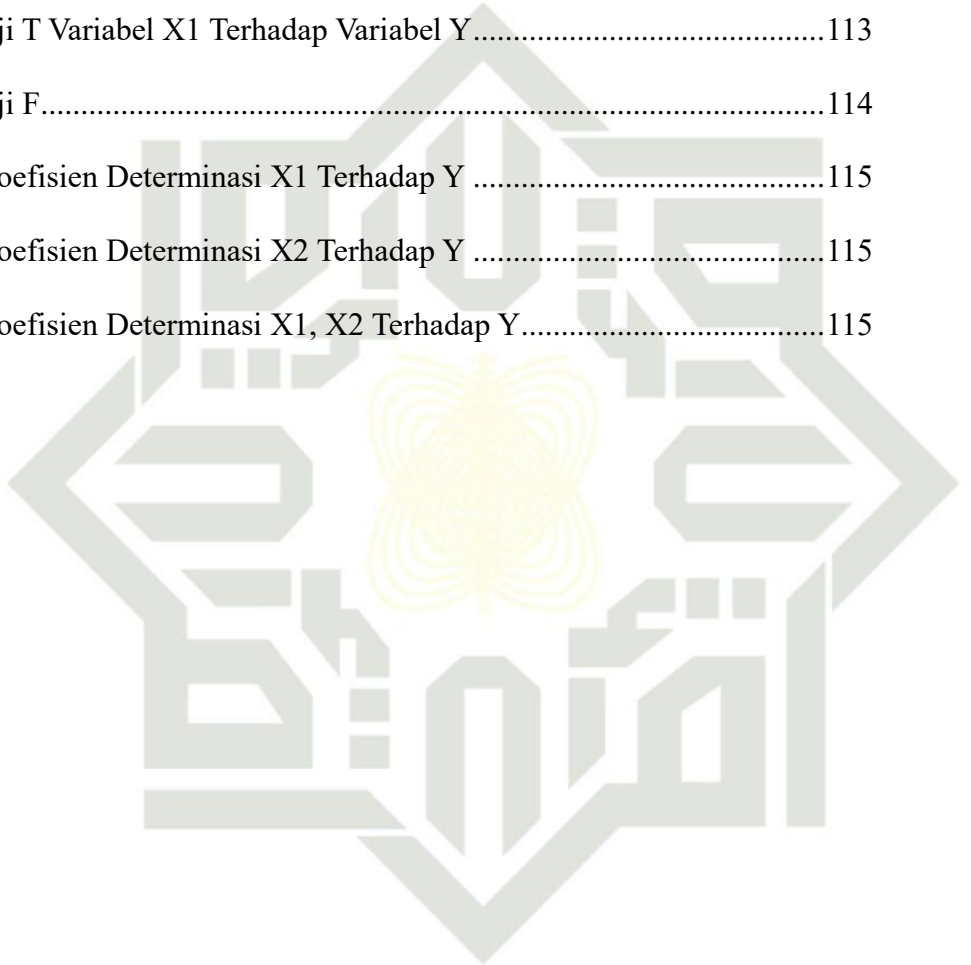 ji T Variabel X1 Terhadap Variabel Y.......................................113
ji F.....................................................................................114
oefisien Determinasi X1 Terhadap Y .......................................115
oefisien Determinasi X2 Terhadap Y .......................................115
oefisien Determinasi X1, X2 Terhadap Y..................................115